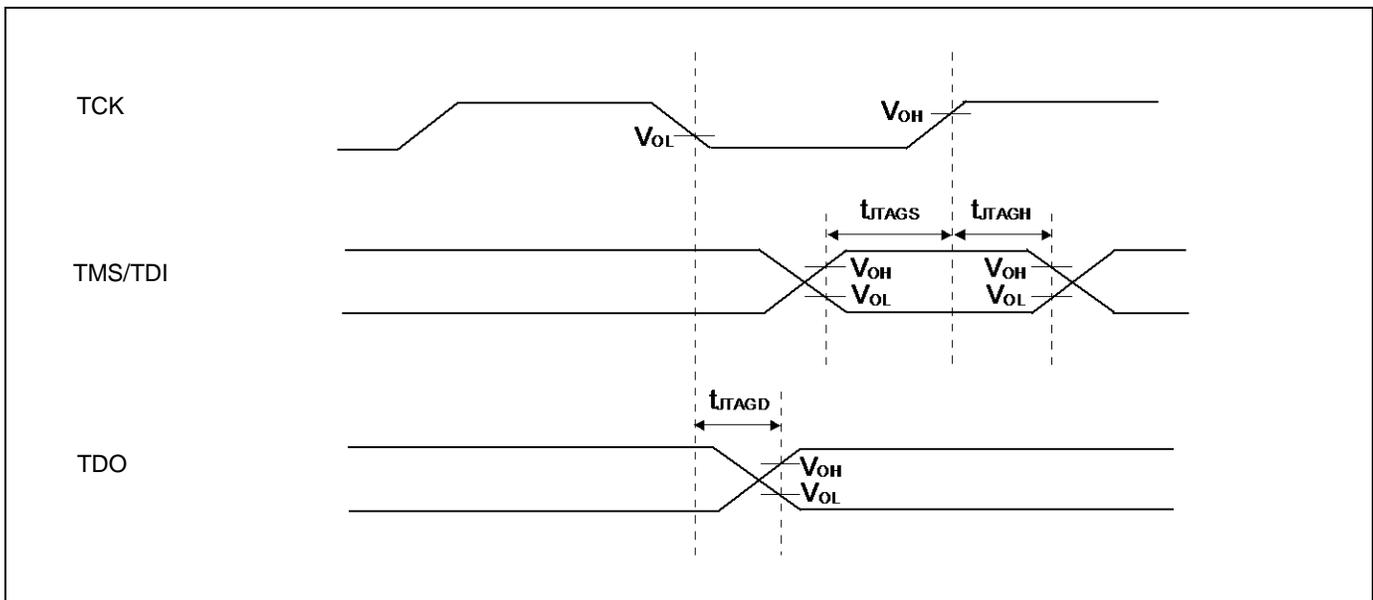 TCK
VOL
VOH
tJTAGS
tJTAGH
TMS/TDI
VOH
VOH
VOL
VOL
tJTAGD
TDO
VOH
VOL